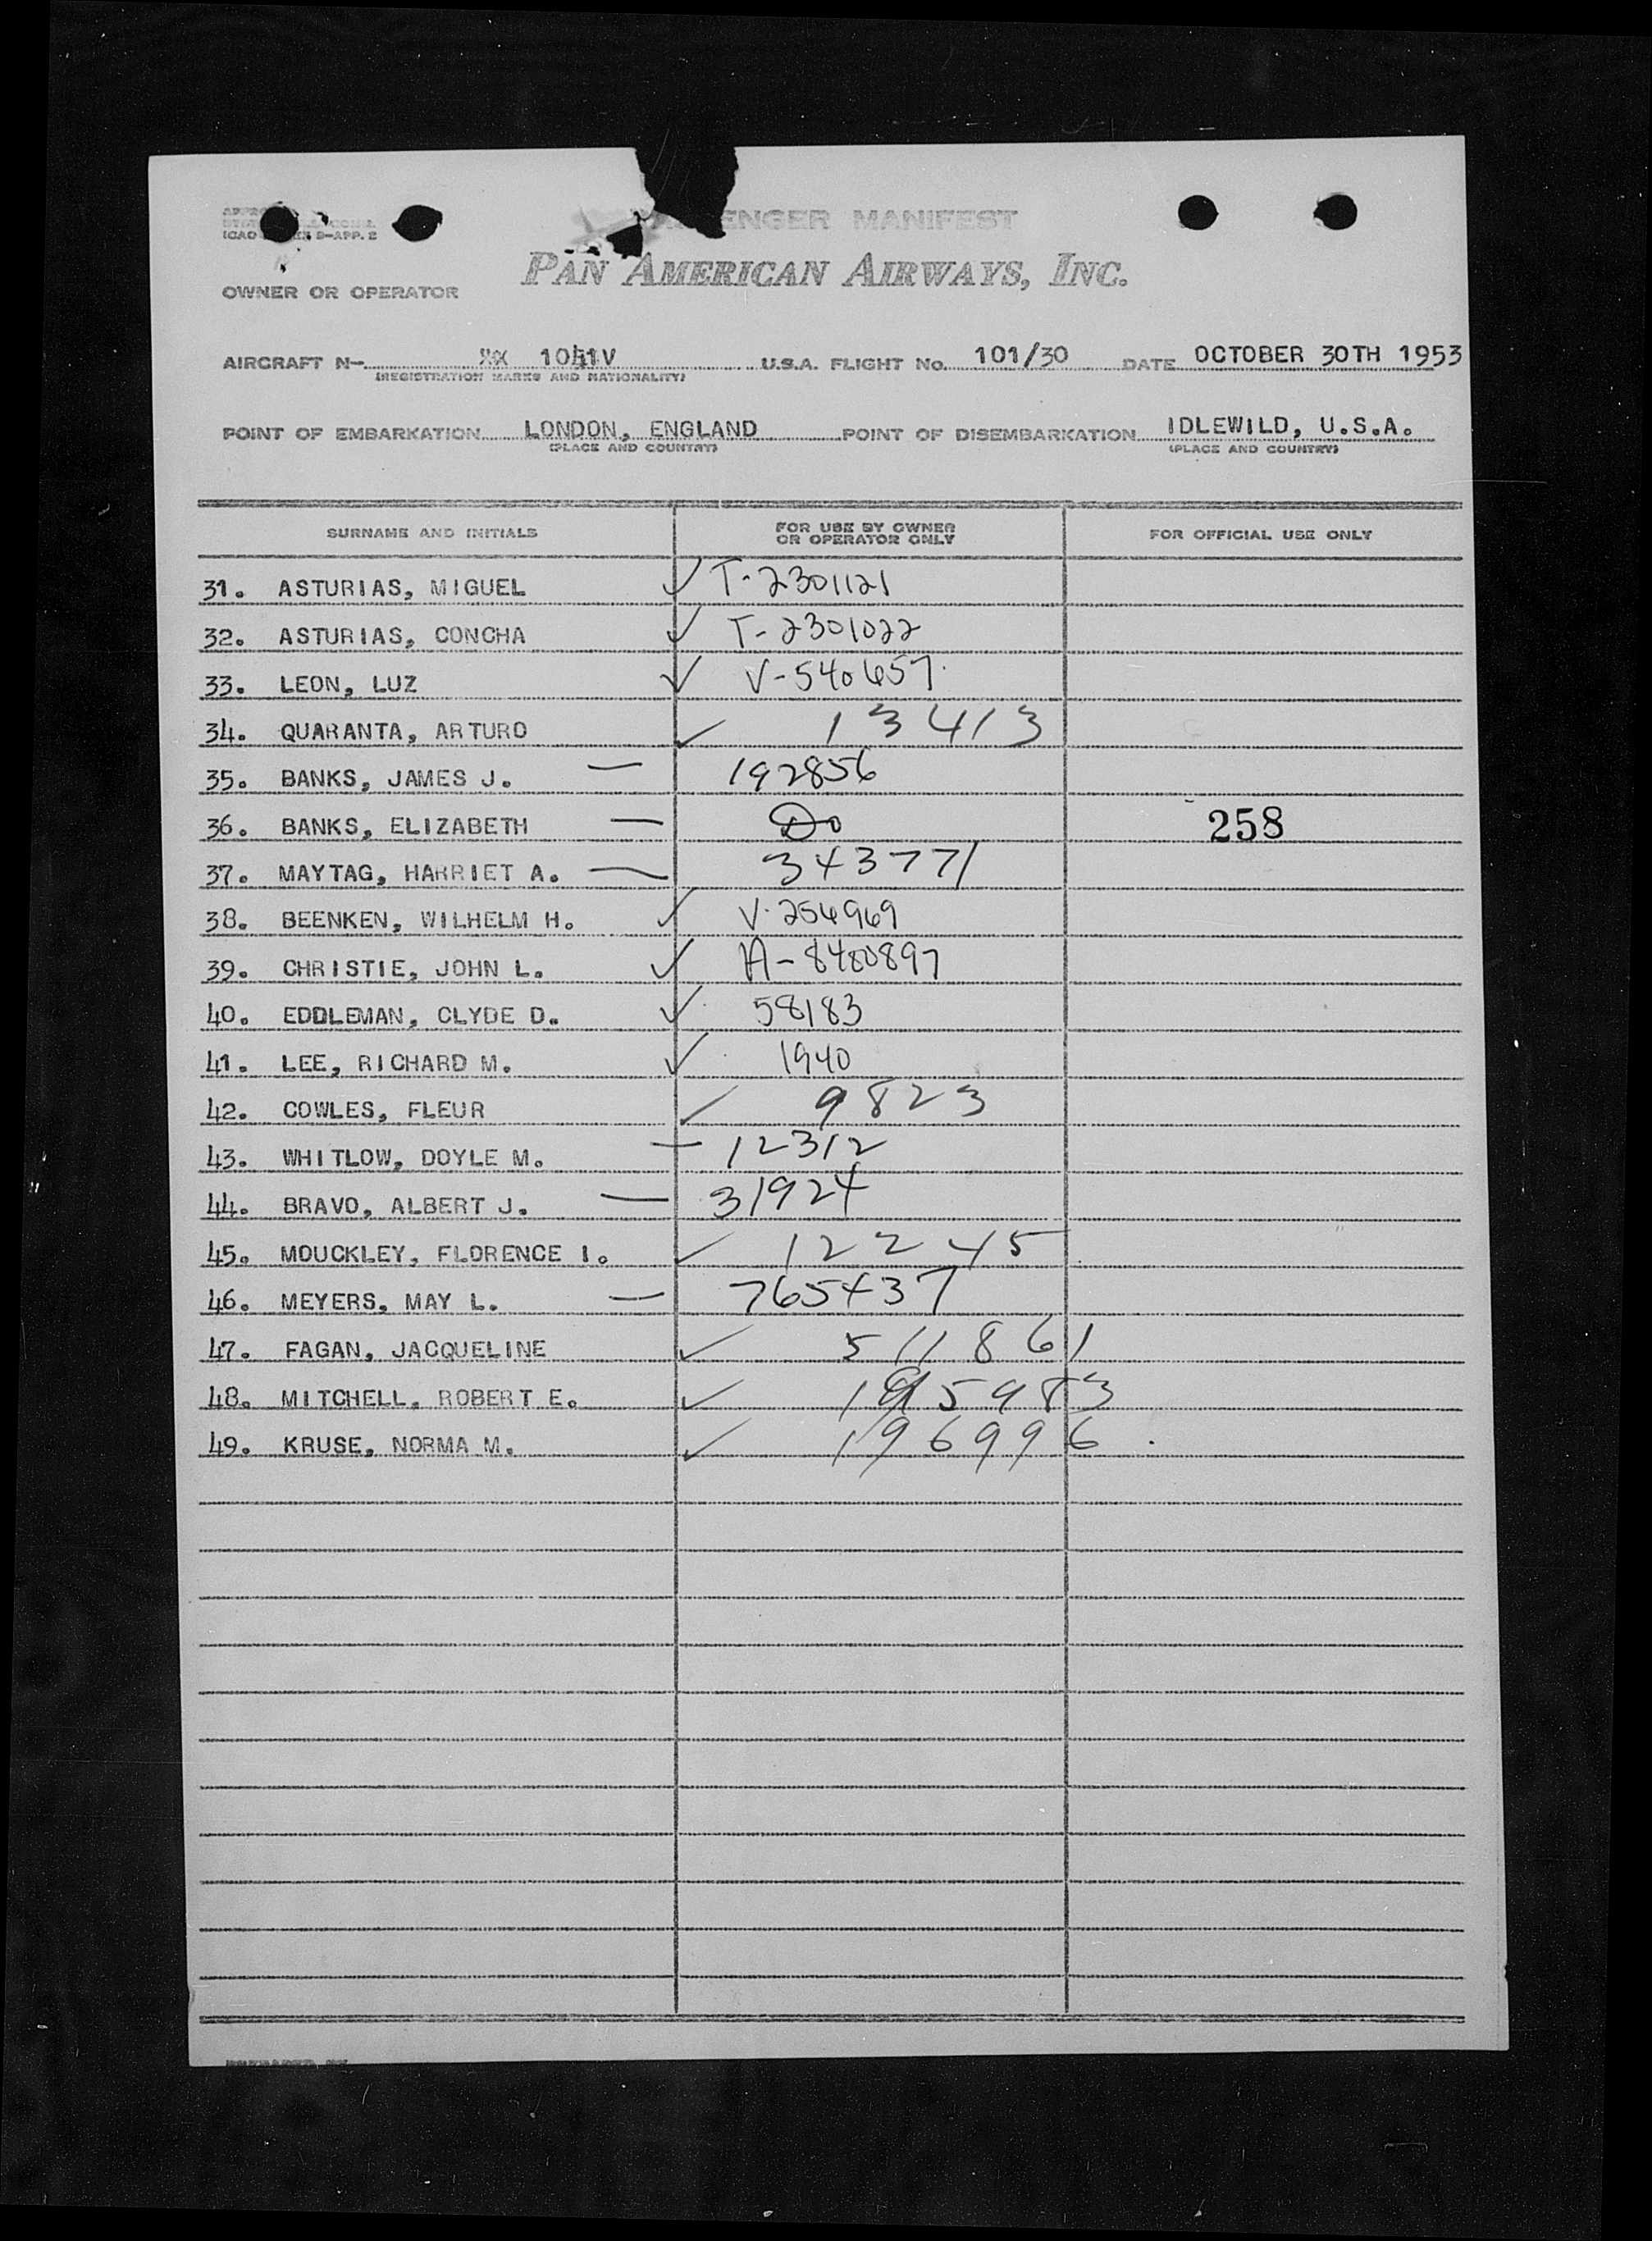 ENGER MANIFEST
ICAO D-APP. 2
PAN AMERICAN AIRWAYS, INC.
OWNER OR OPERATOR
AIRCRAFT N- 1041V U.S.A. FLIGHT No. 101/30 DATE OCTOBER 30TH 1953
(REGISTRATION MARKS AND NATIONALITY)
POINT OF EMBARKATION LONDON, ENGLAND POINT OF DISEMBARKATION IDLEWILD, U.S.A.
(PLACE AND COUNTRY) (PLACE AND COUNTRY)
SURNAME AND INITIALS FOR USE BY OWNER OR OPERATOR ONLY FOR OFFICIAL USE ONLY
31. ASTURIAS, MIGUEL ✓ T-2301121
32. ASTURIAS, CONCHA ✓ T-2301022
33. LEON, LUZ ✓ V-540657.
34. QUARANTA, ARTURO ✓ 13413
35. BANKS, JAMES J. — 192856
36. BANKS, ELIZABETH — Do 258
37. MAYTAG, HARRIET A. — 343771
38. BEENKEN, WILHELM H. ✓ V-254969
39. CHRISTIE, JOHN L. ✓ A-8480897
40. EDDLEMAN, CLYDE D. ✓ 58183
41. LEE, RICHARD M. ✓ 1940
42. COWLES, FLEUR ✓ 9823
43. WHITLOW, DOYLE M. — 12312
44. BRAVO, ALBERT J. — 31924
45. MOUCKLEY, FLORENCE I. ✓ 12245
46. MEYERS, MAY L. — 765437
47. FAGAN, JACQUELINE ✓ 511861
48. MITCHELL, ROBERT E. ✓ 195983
49. KRUSE, NORMA M. ✓ 196996